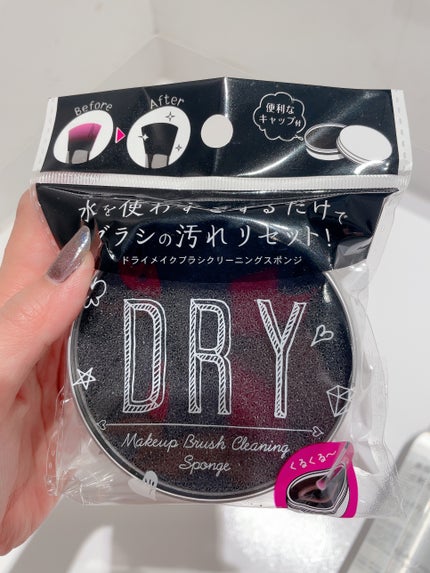 Before
After
便利な
キャップ付
水を使わずこするだけで
ブラシの汚れリセット!
ドライメイクブラシクリーニングスポンジ
DRY
Makeup Brush Cleaning
Sponge
くるくる〜